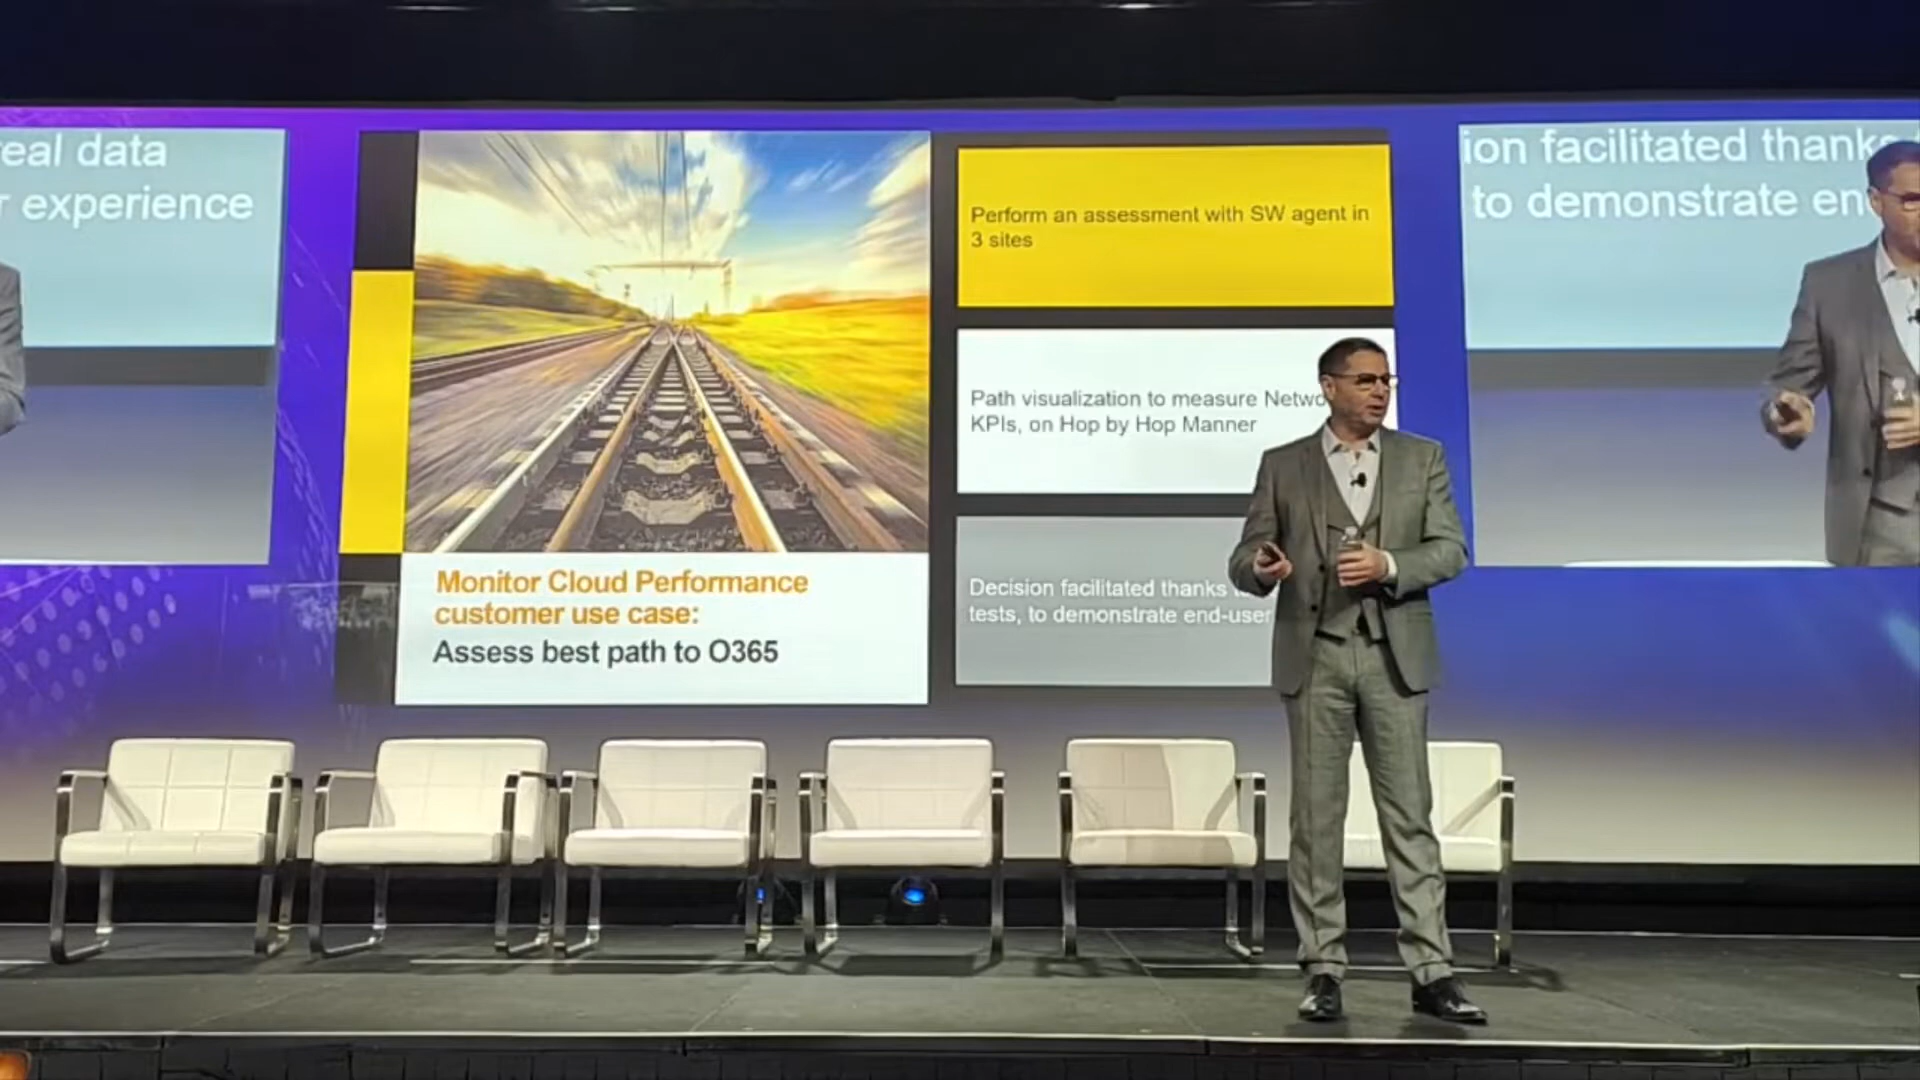 eal data
r experience
Monitor Cloud Performance
customer use case:
Assess best path to O365
Perform an assessment with SW agent in
3 sites
Path visualization to measure Netwo
KPIs, on Hop by Hop Manner
Decision facilitated thanks
tests, to demonstrate end-user
ion facilitated thanks
to demonstrate en